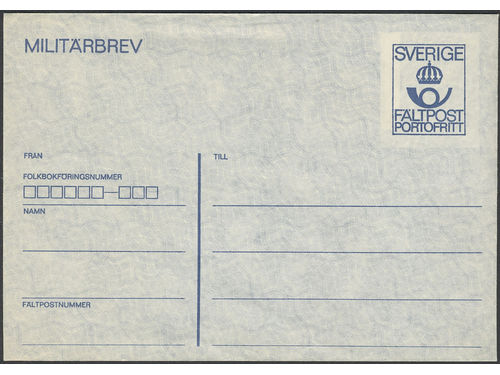 MILITÄRBREV
SVERIGE
FÄLTPOST
PORTOFRITT
FRÅN
FOLKBOKFÖRINGSNUMMER
NAMN
FÄLTPOSTNUMMER
TILL